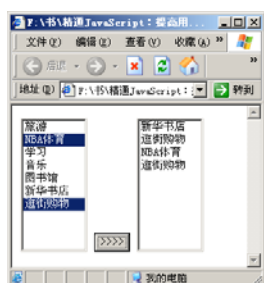 F:\书\精通JavaScript：提高用...
文件(F) 编辑(E) 查看(V) 收藏(A) »
后退 »
地址(D) F:\书\精通JavaScript： 转到
旅游
NBA体育
学习
音乐
图书馆
新华书店
逛街购物
>>>>
新华书店
逛街购物
NBA体育
逛街购物
我的电脑